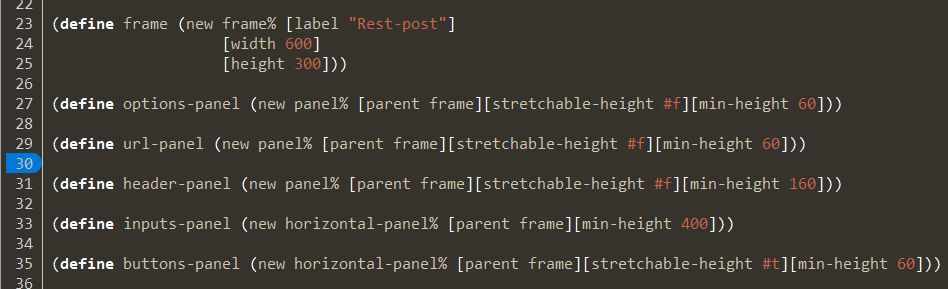 22
23 (define frame (new frame% [label "Rest-post"]
24 [width 600]
25 [height 300]))
26
27 (define options-panel (new panel% [parent frame][stretchable-height #f][min-height 60]))
28
29 (define url-panel (new panel% [parent frame][stretchable-height #f][min-height 60]))
30
31 (define header-panel (new panel% [parent frame][stretchable-height #f][min-height 160]))
32
33 (define inputs-panel (new horizontal-panel% [parent frame][min-height 400]))
34
35 (define buttons-panel (new horizontal-panel% [parent frame][stretchable-height #t][min-height 60]))
36